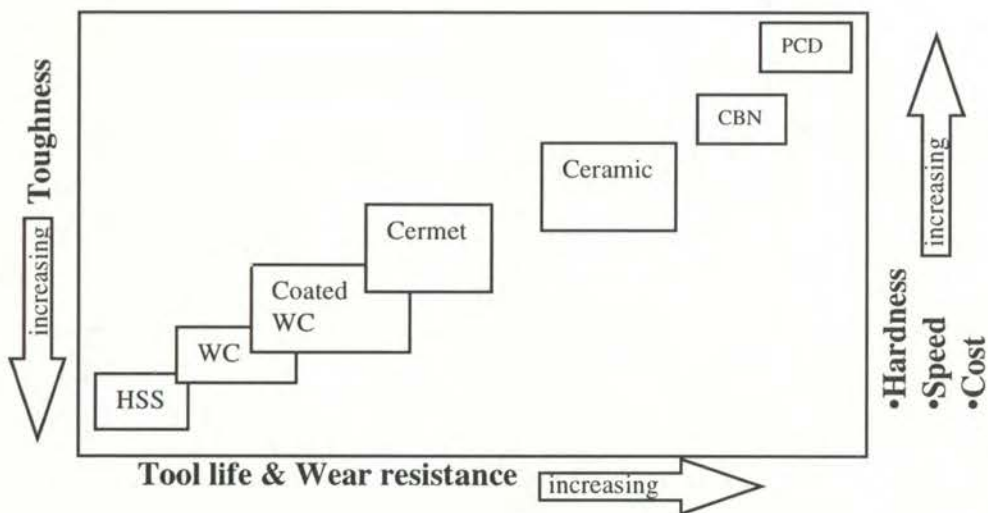 PCD
CBN
Ceramic
Cermet
Coated
WC
WC
HSS
Toughness
increasing
increasing
•Hardness
•Speed
•Cost
Tool life & Wear resistance
increasing